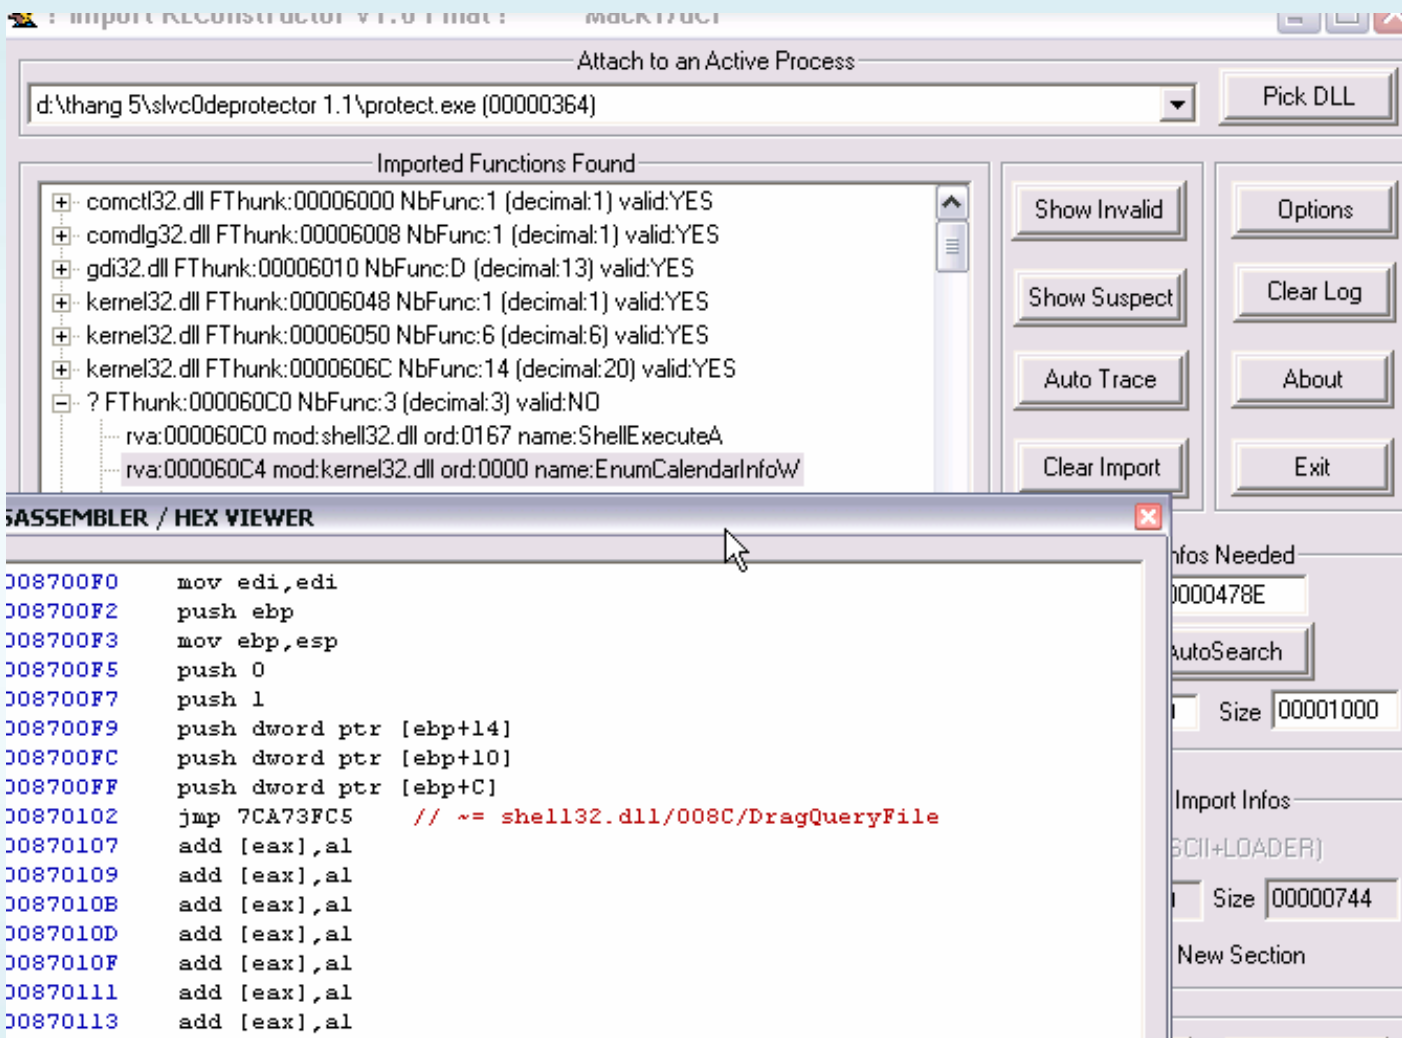 ! Import REConstructor v1.6 Final ! MackT/uCF
Attach to an Active Process
d:\thang 5\slvc0deprotector 1.1\protect.exe (00000364)
Pick DLL
Imported Functions Found
comctl32.dll FThunk:00006000 NbFunc:1 (decimal:1) valid:YES
comdlg32.dll FThunk:00006008 NbFunc:1 (decimal:1) valid:YES
gdi32.dll FThunk:00006010 NbFunc:D (decimal:13) valid:YES
kernel32.dll FThunk:00006048 NbFunc:1 (decimal:1) valid:YES
kernel32.dll FThunk:00006050 NbFunc:6 (decimal:6) valid:YES
kernel32.dll FThunk:0000606C NbFunc:14 (decimal:20) valid:YES
? FThunk:000060C0 NbFunc:3 (decimal:3) valid:NO
rva:000060C0 mod:shell32.dll ord:0167 name:ShellExecuteA
rva:000060C4 mod:kernel32.dll ord:0000 name:EnumCalendarInfoW
Show Invalid
Show Suspect
Auto Trace
Clear Import
Options
Clear Log
About
Exit
SASSEMBLER / HEX VIEWER
008700F0 mov edi,edi
008700F2 push ebp
008700F3 mov ebp,esp
008700F5 push 0
008700F7 push 1
008700F9 push dword ptr [ebp+14]
008700FC push dword ptr [ebp+10]
008700FF push dword ptr [ebp+C]
00870102 jmp 7CA73FC5 // ~= shell32.dll/008C/DragQueryFile
00870107 add [eax],al
00870109 add [eax],al
0087010B add [eax],al
0087010D add [eax],al
0087010F add [eax],al
00870111 add [eax],al
00870113 add [eax],al
nfos Needed
0000478E
AutoSearch
Size 00001000
Import Infos
SCII+LOADER)
Size 00000744
New Section